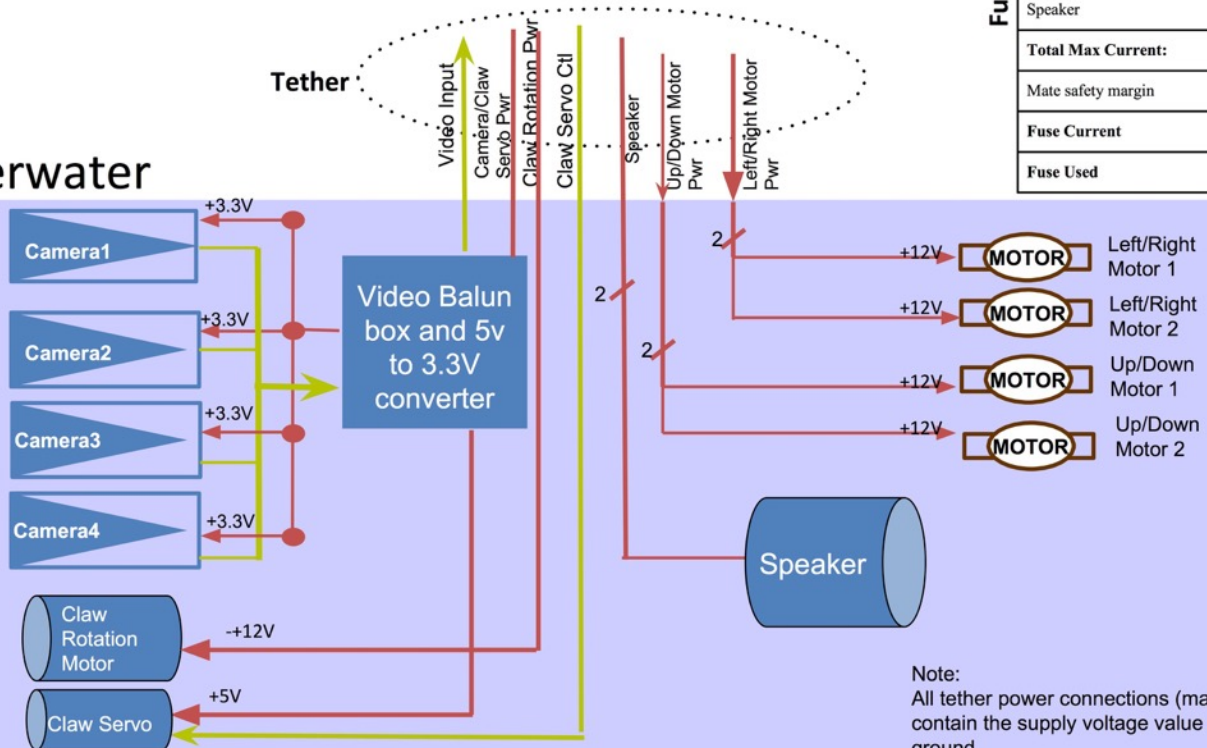 Fu
Speaker
Total Max Current:
Mate safety margin
Fuse Current
Fuse Used
Tether
Video Input
Camera/Claw
Servo Pwr
Claw Rotation Pwr
Claw Servo Ctl
Speaker
Up/Down Motor
Pwr
Left/Right Motor
Pwr
erwater
Camera1
+3.3V
Camera2
+3.3V
Camera3
+3.3V
Camera4
+3.3V
Video Balun
box and 5v
to 3.3V
converter
2
2
2
+12V
MOTOR
Left/Right
Motor 1
+12V
MOTOR
Left/Right
Motor 2
+12V
MOTOR
Up/Down
Motor 1
+12V
MOTOR
Up/Down
Motor 2
Speaker
Claw
Rotation
Motor
-+12V
Claw Servo
+5V
Note:
All tether power connections (ma
contain the supply voltage value
ground